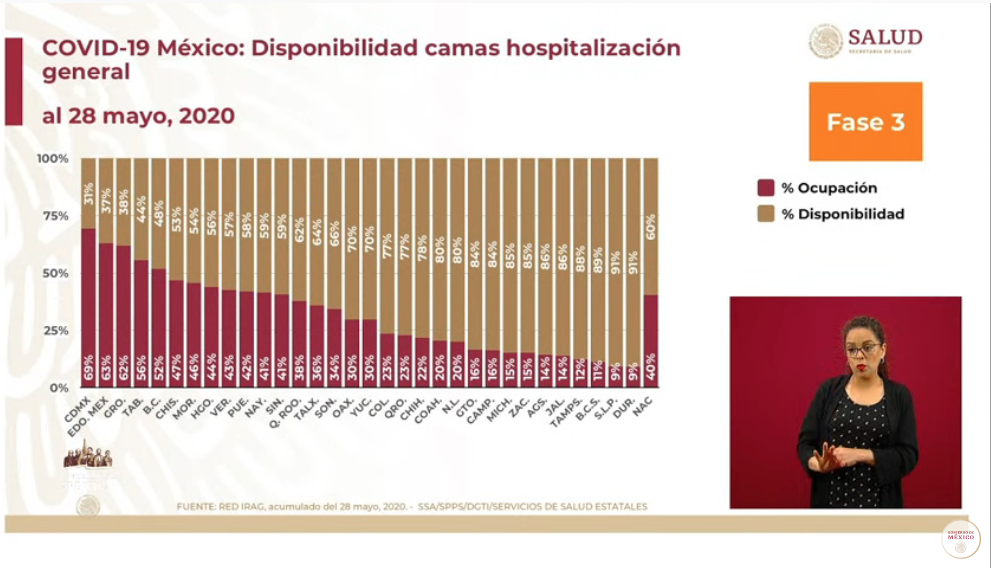 COVID-19 México: Disponibilidad camas hospitalización
general
al 28 mayo, 2020
SALUD
SECRETARÍA DE SALUD
Fase 3
% Ocupación
% Disponibilidad
100%
75%
50%
25%
0%
31% 37% 38% 44% 48% 53% 54% 56% 57% 58% 59% 59% 62% 64% 66% 70% 70% 77% 77% 78% 80% 80% 84% 84% 85% 85% 86% 86% 88% 89% 91% 91% 60%
69% 63% 62% 56% 52% 47% 46% 44% 43% 42% 41% 41% 38% 36% 34% 30% 30% 23% 23% 22% 20% 20% 16% 16% 15% 15% 14% 14% 12% 11% 9% 9% 40%
CDMX EDO. MEX GRO. TAB. B.C. CHIS. MOR. HGO. VER. PUE. NAY. SIN. Q. ROO. TALX. SON. OAX. YUC. COL. QRO. CHIH. COAH. N.L. GTO. CAMP. MICH. ZAC. AGS. JAL. TAMPS. B.C.S. S.L.P. DUR. NAC
FUENTE: RED IRAG, acumulado del 28 mayo, 2020. - SSA/SPPS/DGTI/SERVICIOS DE SALUD ESTATALES
GOBIERNO DE
MÉXICO